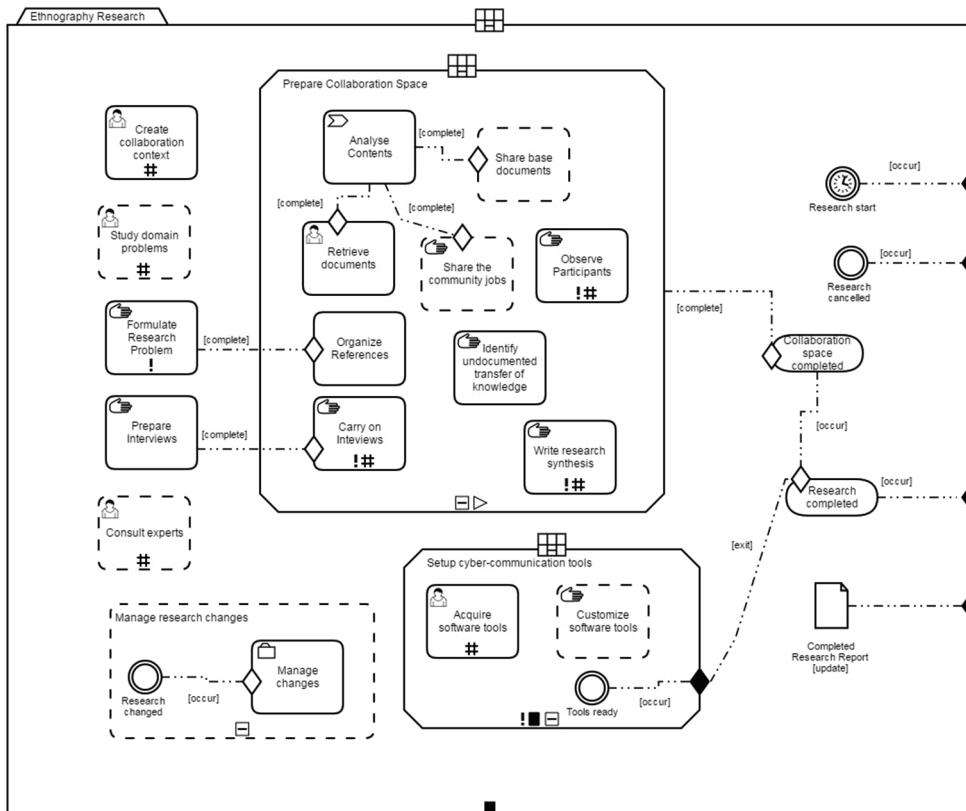 Ethnography Research
Prepare Collaboration Space
Create
collaboration
context
#
Analyse
Contents
[complete]
Share base
documents
[occur]
Research start
Study domain
problems
#
[complete]
[complete]
Retrieve
documents
Share the
community jobs
Observe
Participants
!#
[occur]
Research
cancelled
Formulate
Research
Problem
!
[complete]
Organize
References
Identify
undocumented
transfer of
knowledge
[complete]
Collaboration
space
completed
[occur]
Prepare
Interviews
[complete]
Carry on
Inteviews
!#
Write research
synthesis
!#
Research
completed
[occur]
Consult experts
#
[exit]
Setup cyber-communication tools
Acquire
software tools
#
Customize
software tools
Tools ready
[occur]
!
Manage research changes
Research
changed
[occur]
Manage
changes
Completed
Research Report
[update]